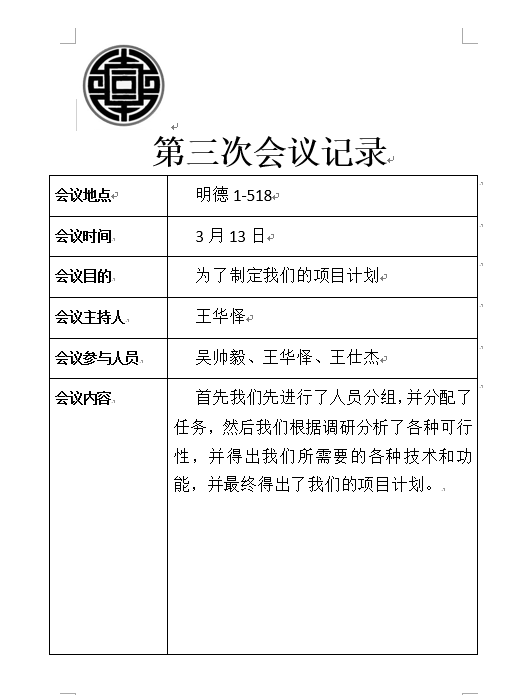 第三次会议记录
会议地点 明德1-518
会议时间 3月13日
会议目的 为了制定我们的项目计划
会议主持人 王华怿
会议参与人员 吴帅毅、王华怿、王仕杰
会议内容 首先我们先进行了人员分组，并分配了
任务，然后我们根据调研分析了各种可行
性，并得出我们所需要的各种技术和功
能，并最终得出了我们的项目计划。